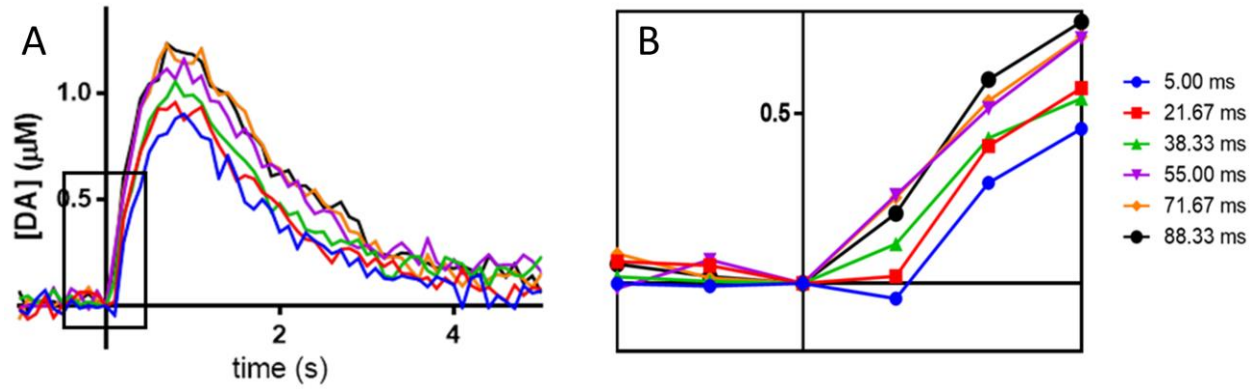 A
[DA] (μM)
1.0
0.5
2
4
time (s)
B
0.5
5.00 ms
21.67 ms
38.33 ms
55.00 ms
71.67 ms
88.33 ms